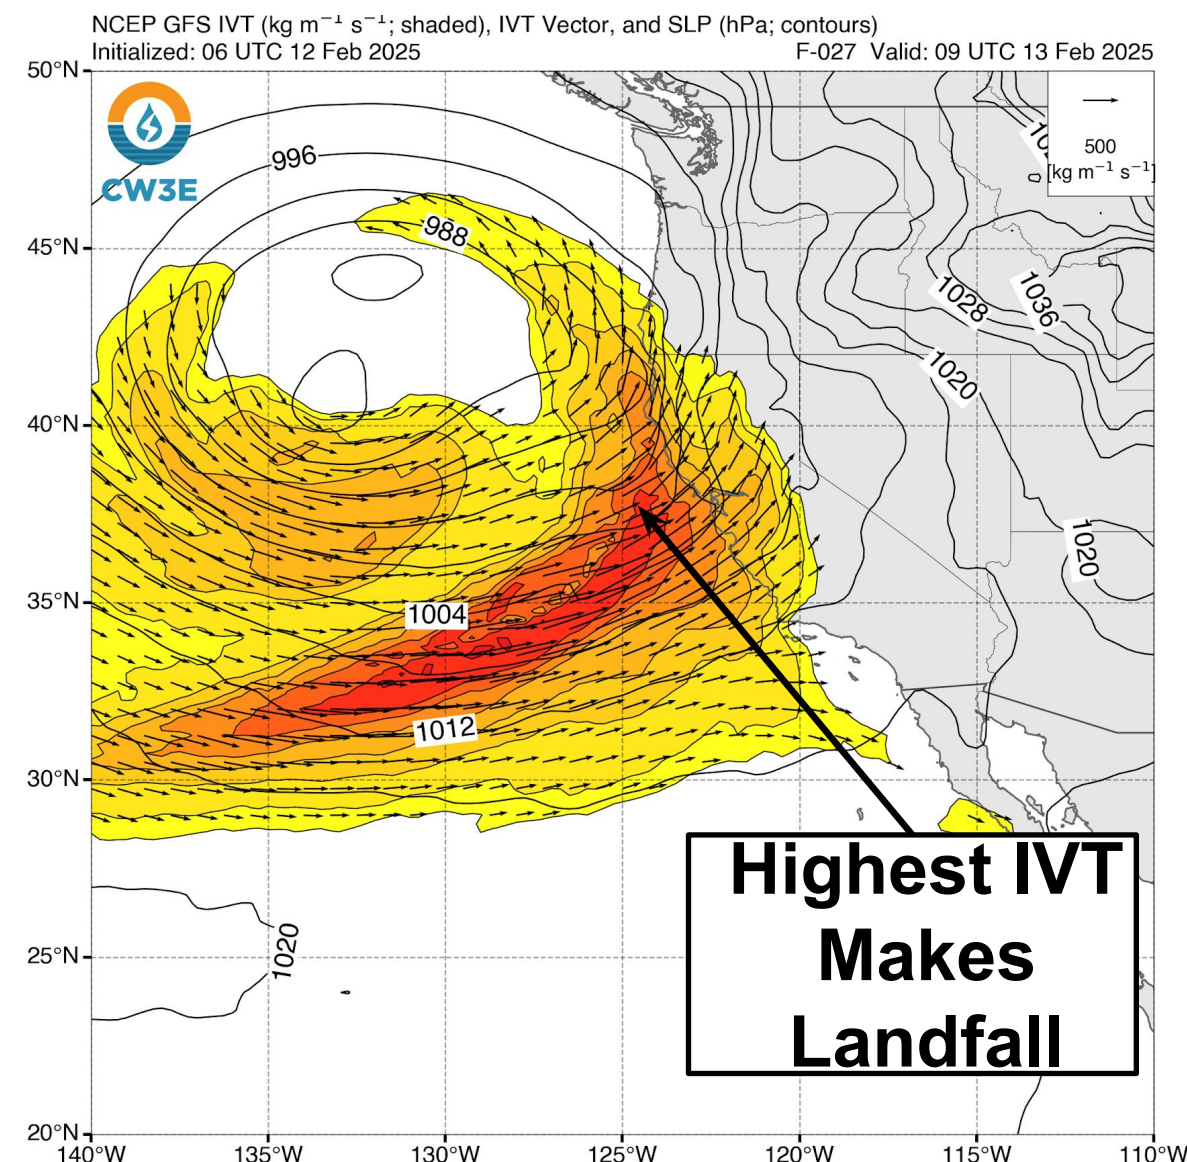 NCEP GFS IVT (kg m⁻¹ s⁻¹; shaded), IVT Vector, and SLP (hPa; contours)
Initialized: 06 UTC 12 Feb 2025 F-027 Valid: 09 UTC 13 Feb 2025
50°N
CW3E
996
988
500
[kg m⁻¹ s⁻¹]
45°N
1028
1036
1020
40°N
1020
35°N
1004
1012
30°N
Highest IVT
Makes
Landfall
1020
25°N
20°N
140°W 135°W 130°W 125°W 120°W 115°W 110°W